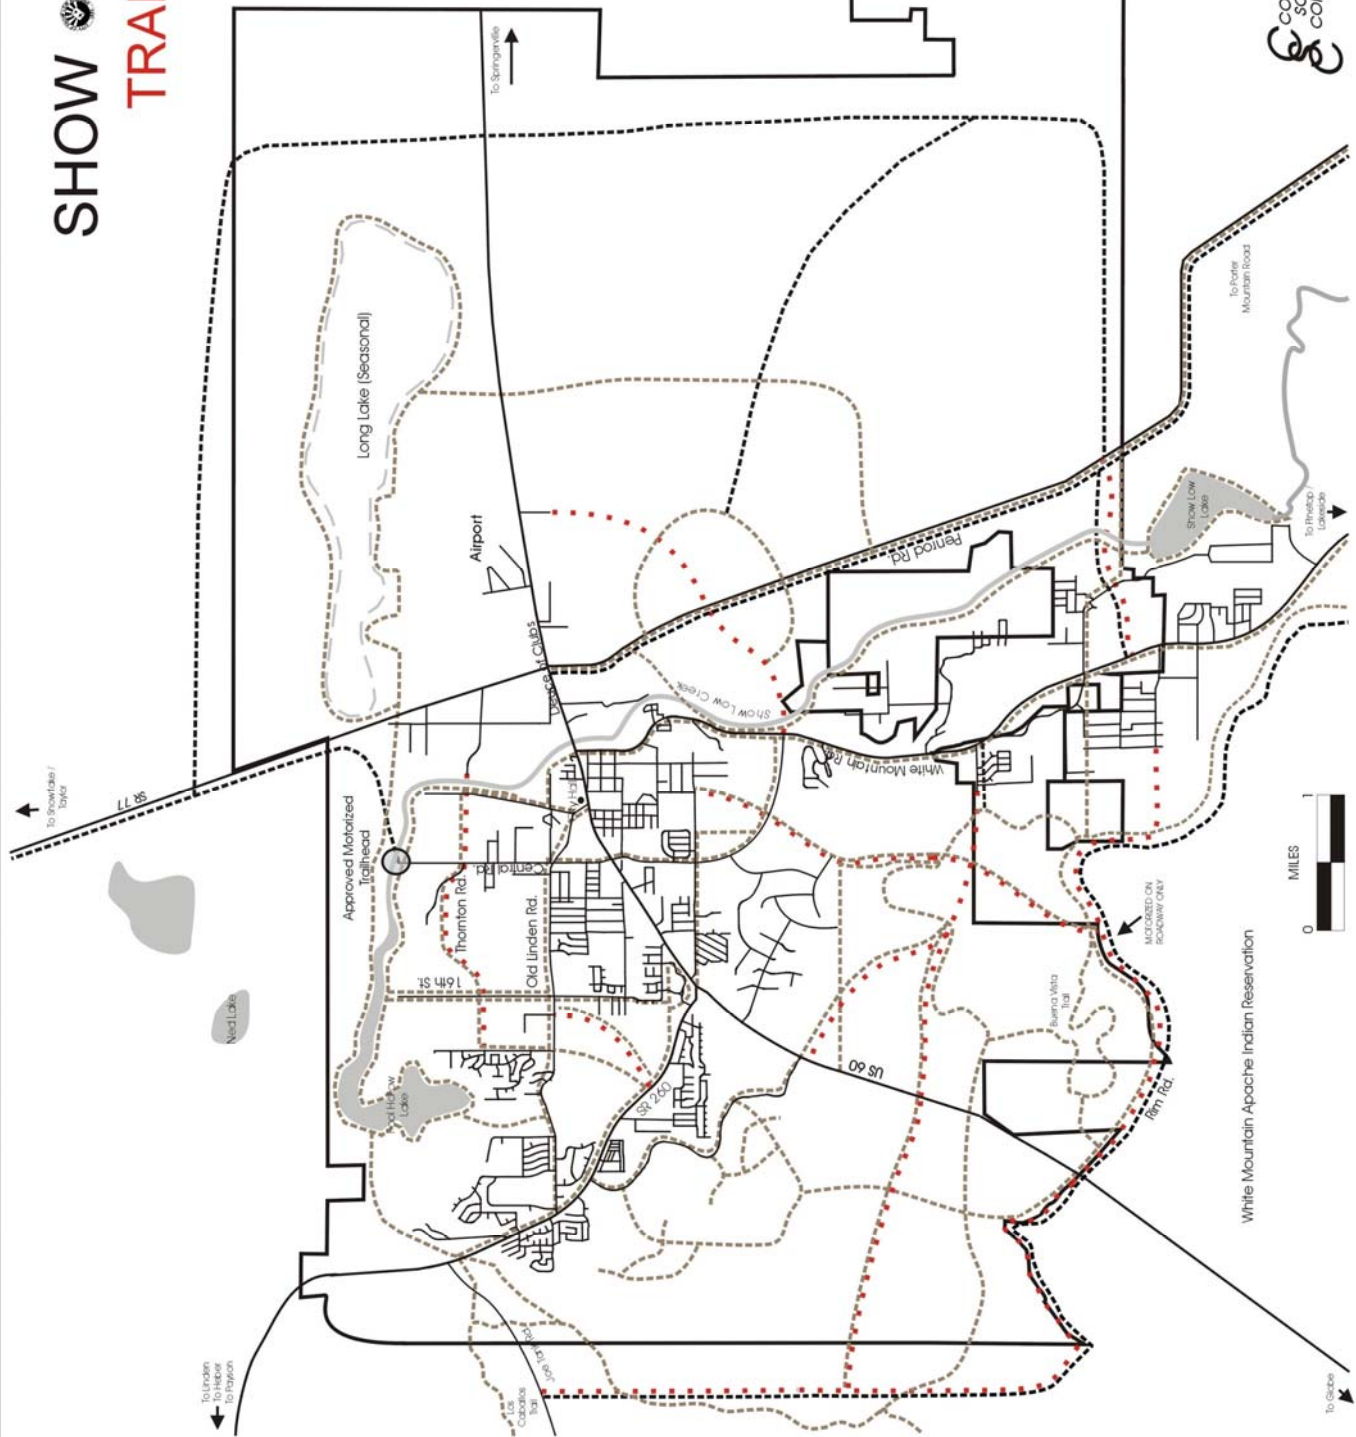 SHOW
TRA
CO
SO
CO
To Springerville
To Snowflake /
Taylor
SR 77
Long Lake (Seasonal)
Airport
Deuce of Clubs
Approved Motorized
Trailhead
Ned Lake
Lake
Thornton Rd.
Central Rd.
Old Linden Rd.
16th St.
Show Low Creek
Penrod Rd.
White Mountain Rd.
To Porter
Mountain Road
Show Low
Lake
To Pinetop /
Lakeside
SR 260
US 60
Buena Vista
Trail
MOTORIZED ON
ROADWAY ONLY
Rim Rd.
White Mountain Apache Indian Reservation
0
MILES
1
To Linden
To Heber
To Payson
Joe Tank Rd.
Los
Caballos
Trail
To Globe